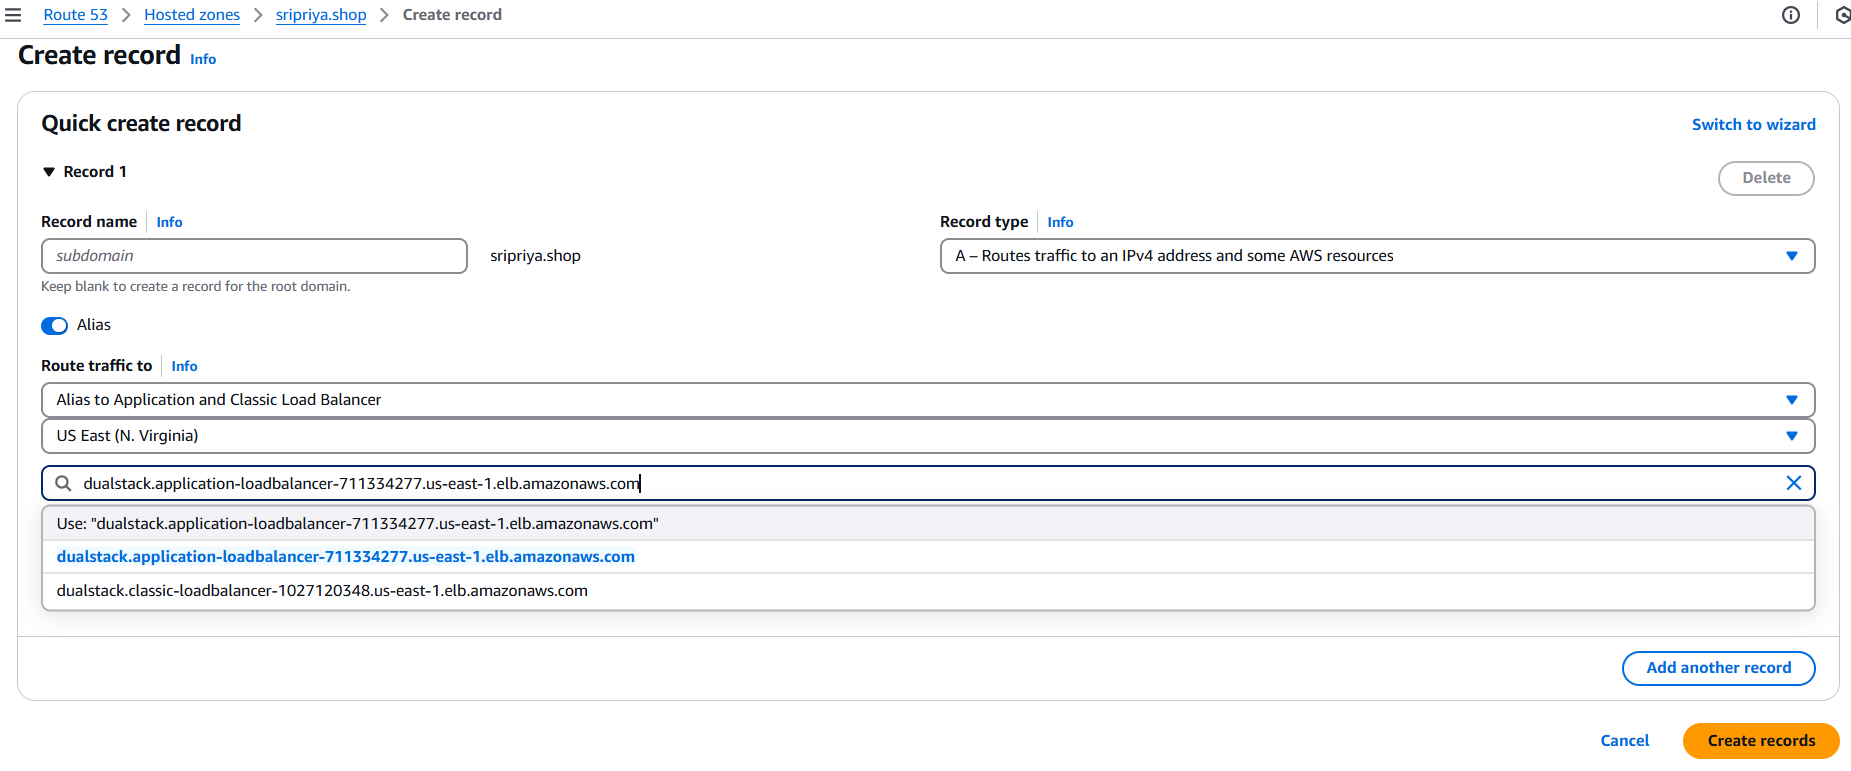 Route 53 > Hosted zones > sripriya.shop > Create record
Create record Info
Quick create record
Switch to wizard
Record 1
Delete
Record name Info
Record type Info
subdomain
sripriya.shop
A – Routes traffic to an IPv4 address and some AWS resources
Keep blank to create a record for the root domain.
Alias
Route traffic to Info
Alias to Application and Classic Load Balancer
US East (N. Virginia)
dualstack.application-loadbalancer-711334277.us-east-1.elb.amazonaws.com
Use: "dualstack.application-loadbalancer-711334277.us-east-1.elb.amazonaws.com"
dualstack.application-loadbalancer-711334277.us-east-1.elb.amazonaws.com
dualstack.classic-loadbalancer-1027120348.us-east-1.elb.amazonaws.com
Add another record
Cancel
Create records